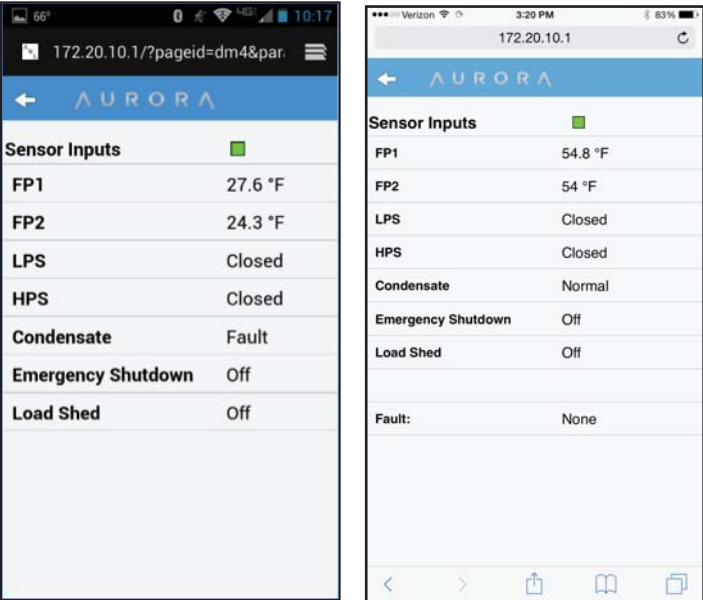 66°
4G
10:17
172.20.10.1/?pageid=dm4&par
AURORA
Sensor Inputs
FP1 27.6 °F
FP2 24.3 °F
LPS Closed
HPS Closed
Condensate Fault
Emergency Shutdown Off
Load Shed Off
Verizon 3:20 PM 83%
172.20.10.1
AURORA
Sensor Inputs
FP1 54.8 °F
FP2 54 °F
LPS Closed
HPS Closed
Condensate Normal
Emergency Shutdown Off
Load Shed Off
Fault: None